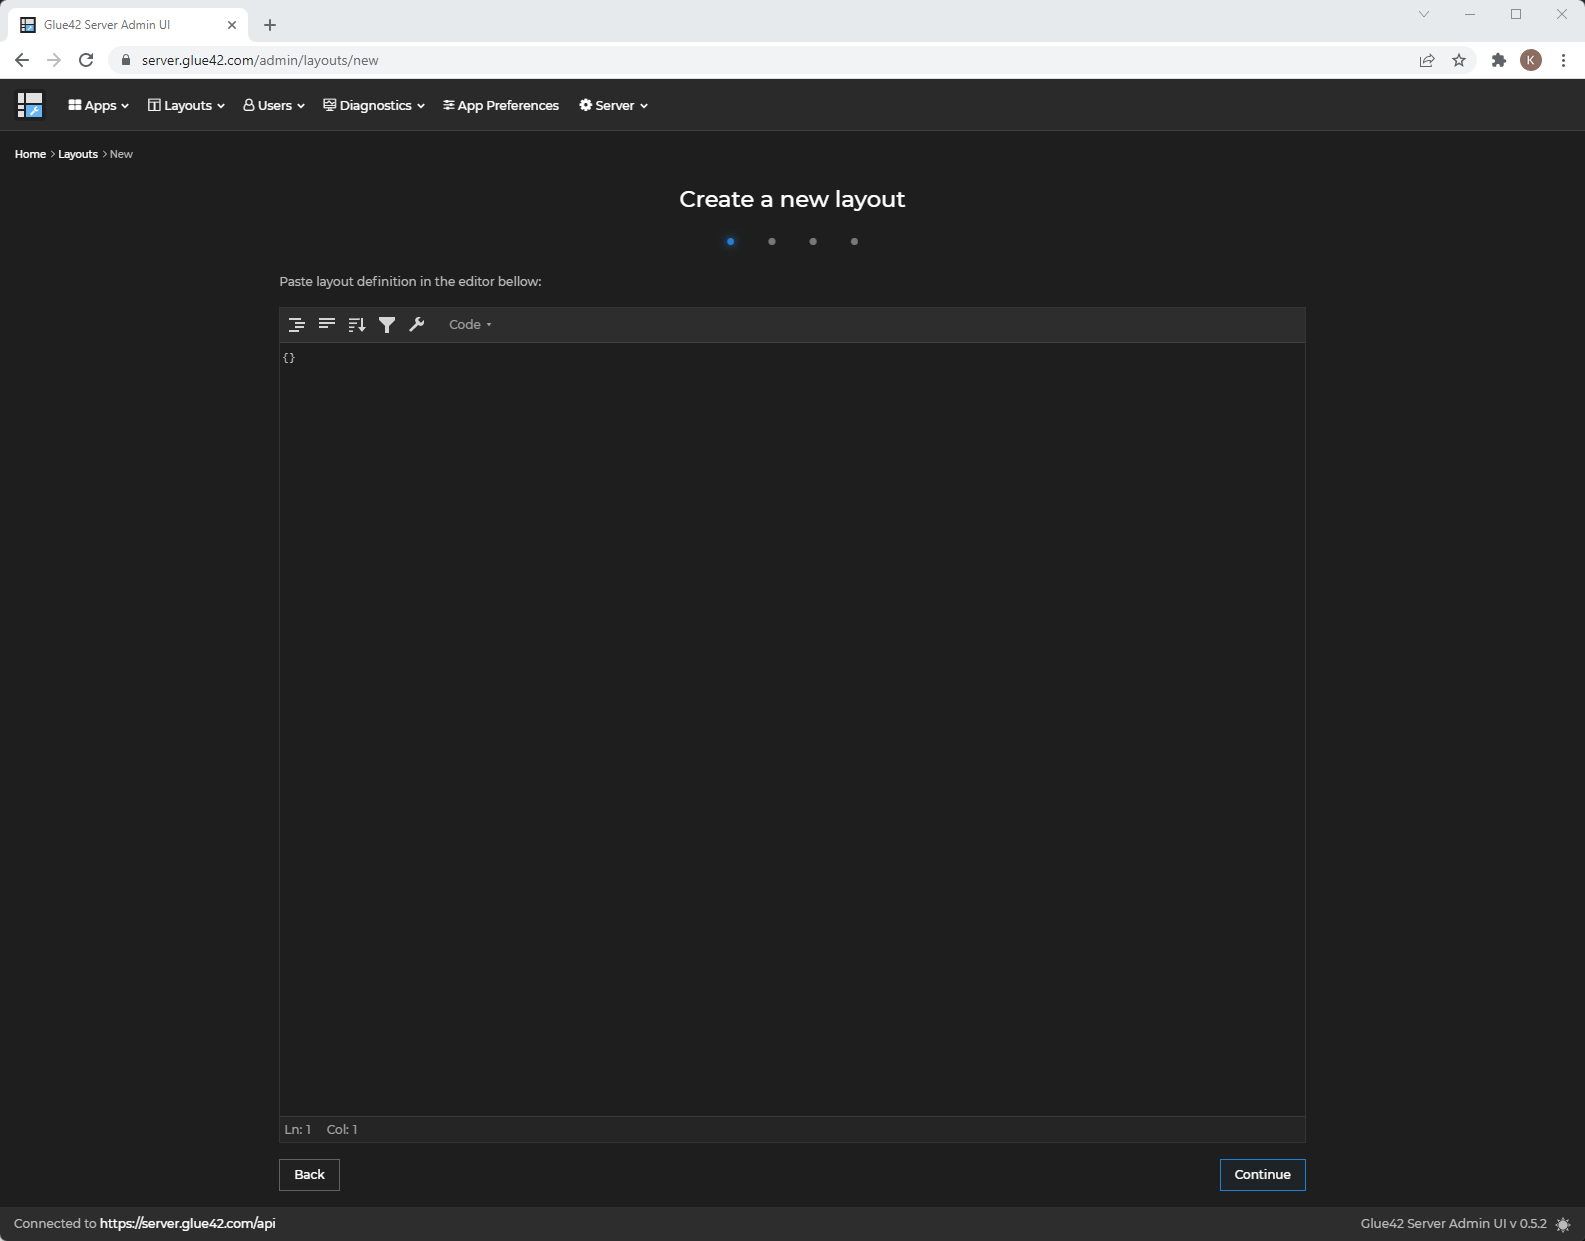 Glue42 Server Admin UI
server.glue42.com/admin/layouts/new
K
Apps Layouts Users Diagnostics App Preferences Server
Home > Layouts > New
Create a new layout
Paste layout definition in the editor bellow:
Code
{}
Ln: 1 Col: 1
Back Continue
Connected to https://server.glue42.com/api Glue42 Server Admin UI v 0.5.2